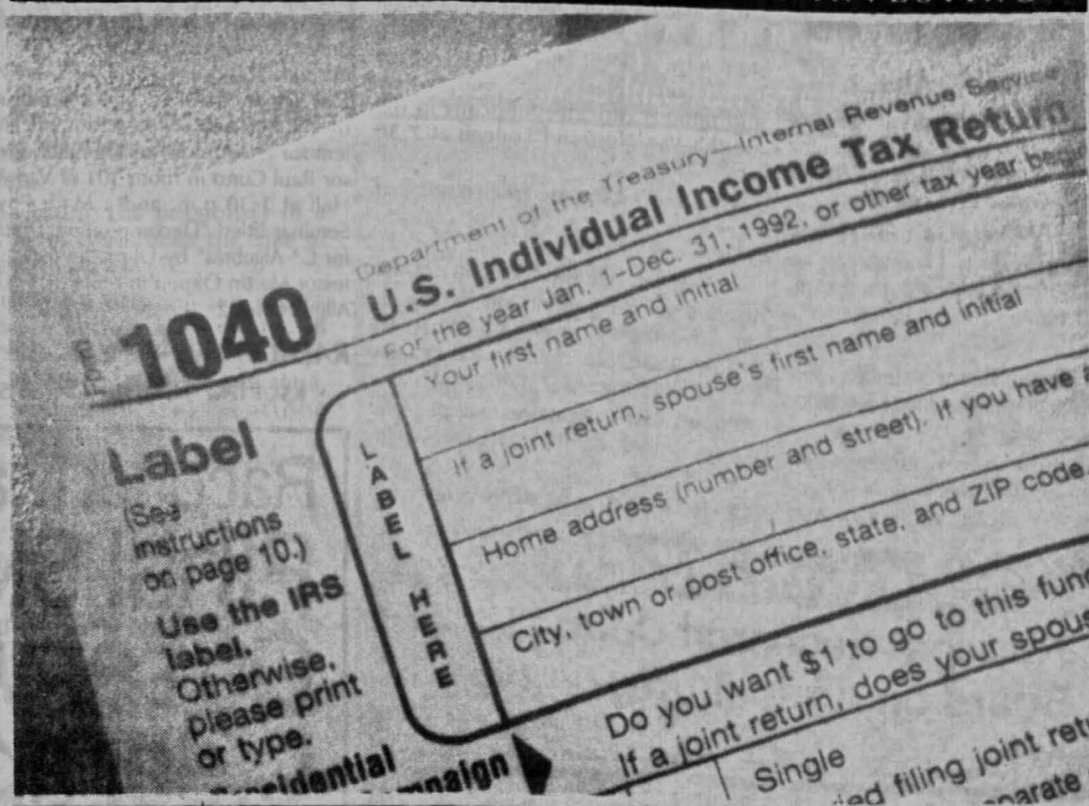 Department of the Treasury—Internal Revenue Service
Form 1040 U.S. Individual Income Tax Return
For the year Jan. 1–Dec. 31, 1992, or other tax year
Your first name and initial
If a joint return, spouse's first name and initial
Home address (number and street). If you have a
City, town or post office, state, and ZIP code
Label
(See
instructions
on page 10.)
Use the IRS
label.
Otherwise,
please print
or type.
LABEL HERE
Campaign
Do you want $1 to go to this
If a joint return, does your
Single
filing joint